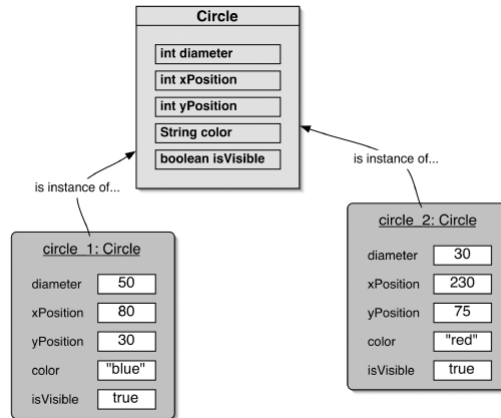 Circle
int diameter
int xPosition
int yPosition
String color
boolean isVisible
is instance of...
is instance of...
circle_1: Circle
diameter 50
xPosition 80
yPosition 30
color "blue"
isVisible true
circle_2: Circle
diameter 30
xPosition 230
yPosition 75
color "red"
isVisible true